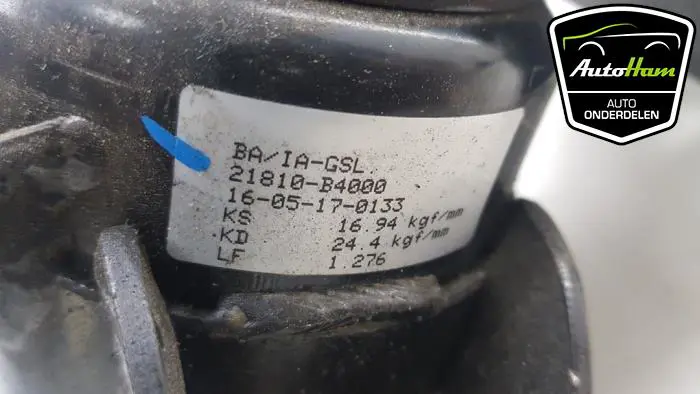 AutoHam
AUTO
ONDERDELEN
BA/IA-GSL
21810-B4000
16-05-17-0133
KS 16.94 kgf/mm
KD 24.4 kgf/mm
LF 1.276